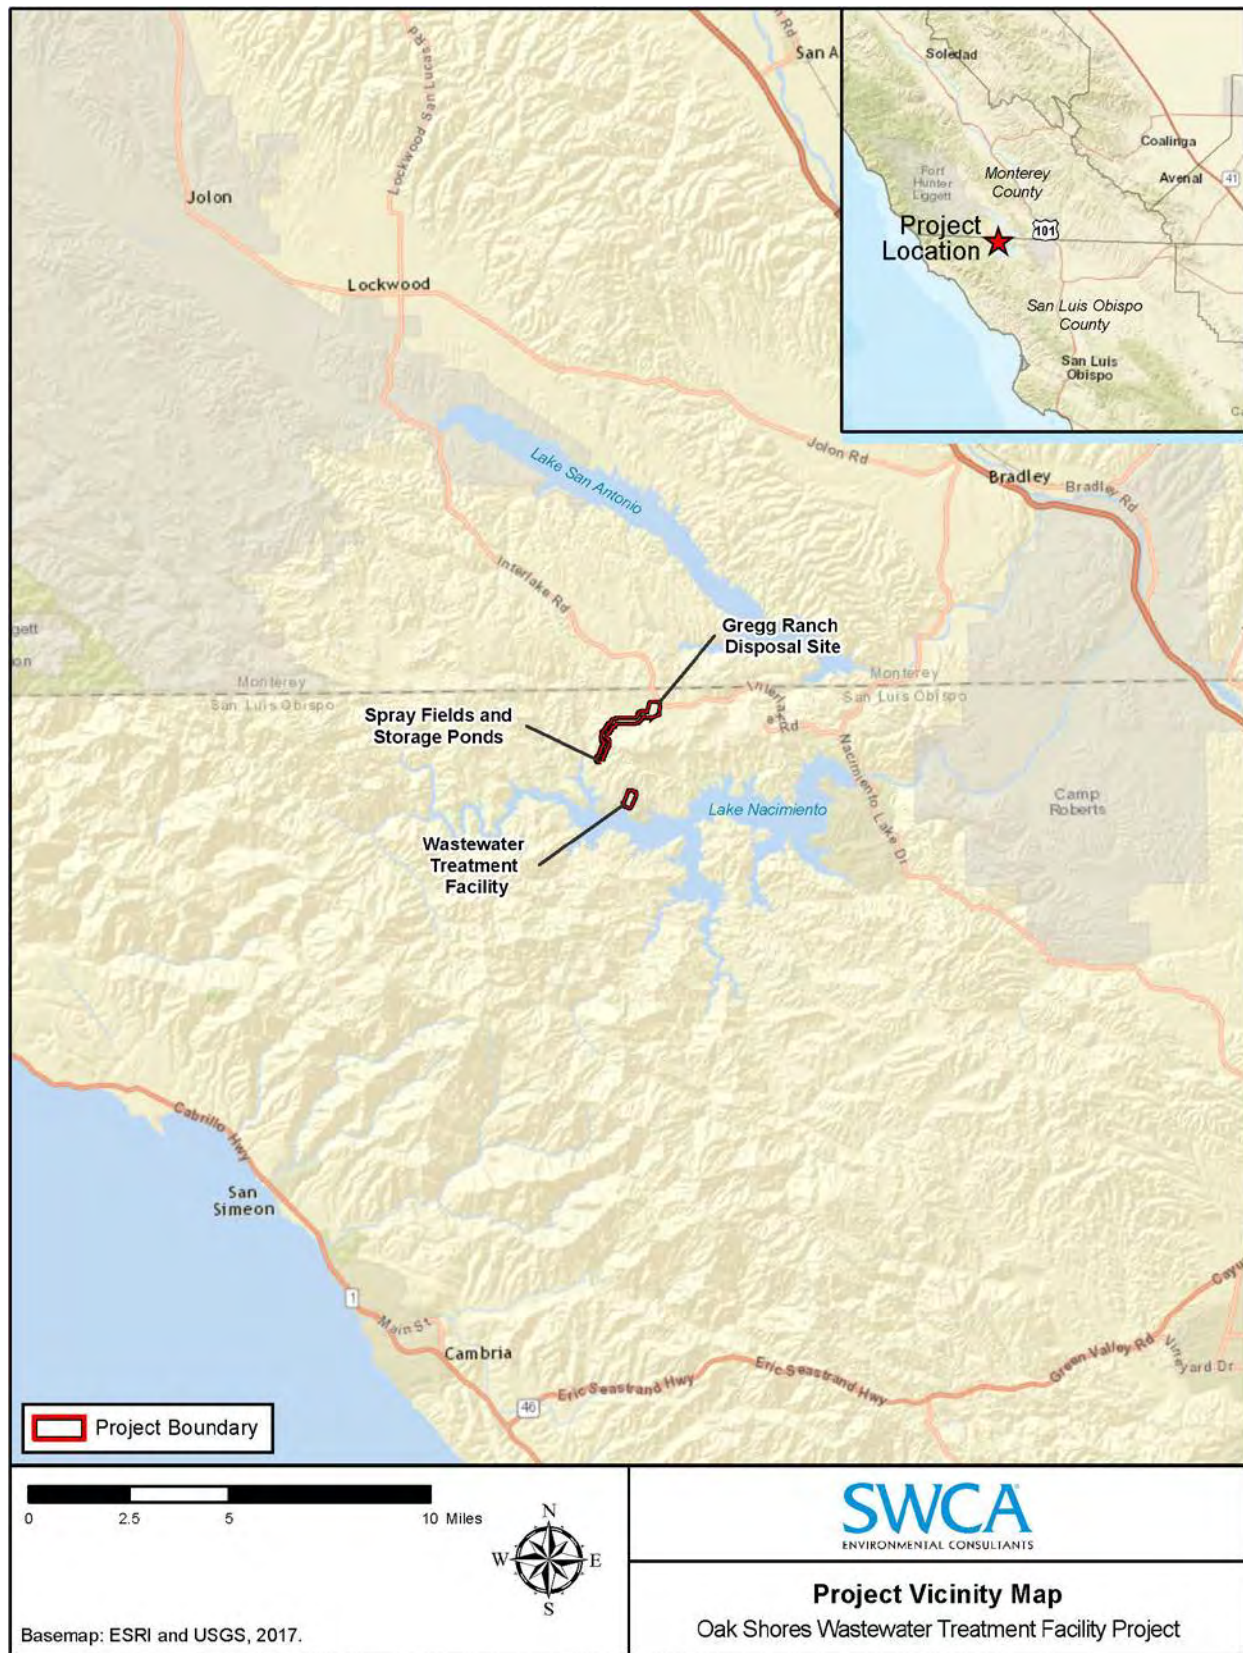 San A
Lockwood San Lucas Rd
Jolon
Lockwood
Soledad
Coalinga
Avenal
41
Fort
Hunter
Liggett
Monterey
County
Project
Location
101
San Luis Obispo
County
San Luis
Obispo
Jolon Rd
Bradley
Bradley Rd
Lake San Antonio
Interlake Rd
Gregg Ranch
Disposal Site
Monterey
San Luis Obispo
Monterey
San Luis Obispo
Spray Fields and
Storage Ponds
Lake Nacimiento
Nacimiento Lake Dr
Camp
Roberts
Wastewater
Treatment
Facility
Cabrillo Hwy
San
Simeon
1
Main St
Cambria
46
Eric Seastrand Hwy
Eric Seastrand Hwy
Green Valley Rd
Vineyard Dr
Project Boundary
0 2.5 5 10 Miles
N
W E
S
Basemap: ESRI and USGS, 2017.
SWCA
ENVIRONMENTAL CONSULTANTS
Project Vicinity Map
Oak Shores Wastewater Treatment Facility Project